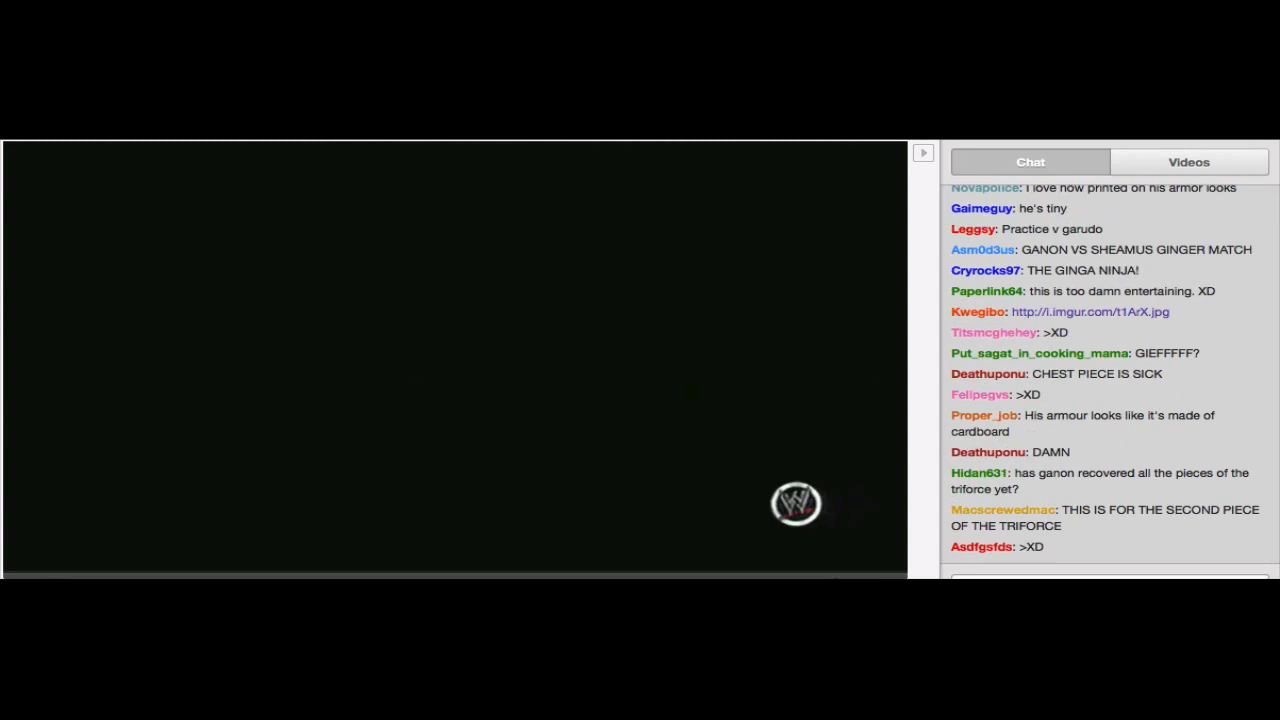 Chat
Videos
Novapolice: I love how printed on his armor looks
Gaimeguy: he's tiny
Leggsy: Practice v garudo
Asm0d3us: GANON VS SHEAMUS GINGER MATCH
Cryrocks97: THE GINGA NINJA!
Paperlink64: this is too damn entertaining. XD
Kwegibo: http://i.imgur.com/t1ArX.jpg
Titsmcghehey: >XD
Put_sagat_in_cooking_mama: GIEFFFFF?
Deathuponu: CHEST PIECE IS SICK
Felipegvs: >XD
Proper_job: His armour looks like it's made of
cardboard
Deathuponu: DAMN
Hidan631: has ganon recovered all the pieces of the
triforce yet?
Macscrewedmac: THIS IS FOR THE SECOND PIECE
OF THE TRIFORCE
Asdfgsfds: >XD
W